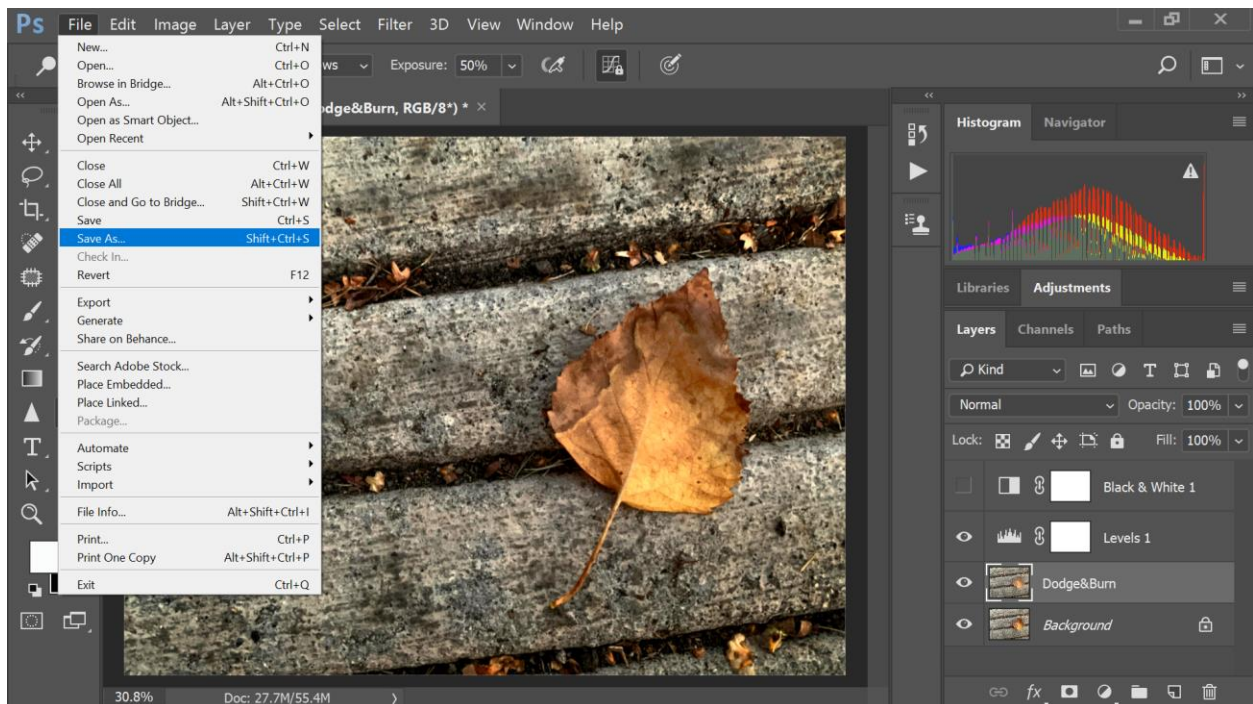 Ps File Edit Image Layer Type Select Filter 3D View Window Help
New... Ctrl+N
Open... Ctrl+O
Browse in Bridge... Alt+Ctrl+O
Open As... Alt+Shift+Ctrl+O
Open as Smart Object...
Open Recent
Close Ctrl+W
Close All Alt+Ctrl+W
Close and Go to Bridge... Shift+Ctrl+W
Save Ctrl+S
Save As... Shift+Ctrl+S
Check In...
Revert F12
Export
Generate
Share on Behance...
Search Adobe Stock...
Place Embedded...
Place Linked...
Package...
Automate
Scripts
Import
File Info... Alt+Shift+Ctrl+I
Print... Ctrl+P
Print One Copy Alt+Shift+Ctrl+P
Exit Ctrl+Q
ws Exposure: 50%
odge&Burn, RGB/8*) * ×
30.8% Doc: 27.7M/55.4M
Histogram Navigator
Libraries Adjustments
Layers Channels Paths
Kind
Normal Opacity: 100%
Lock: Fill: 100%
Black & White 1
Levels 1
Dodge&Burn
Background
fx